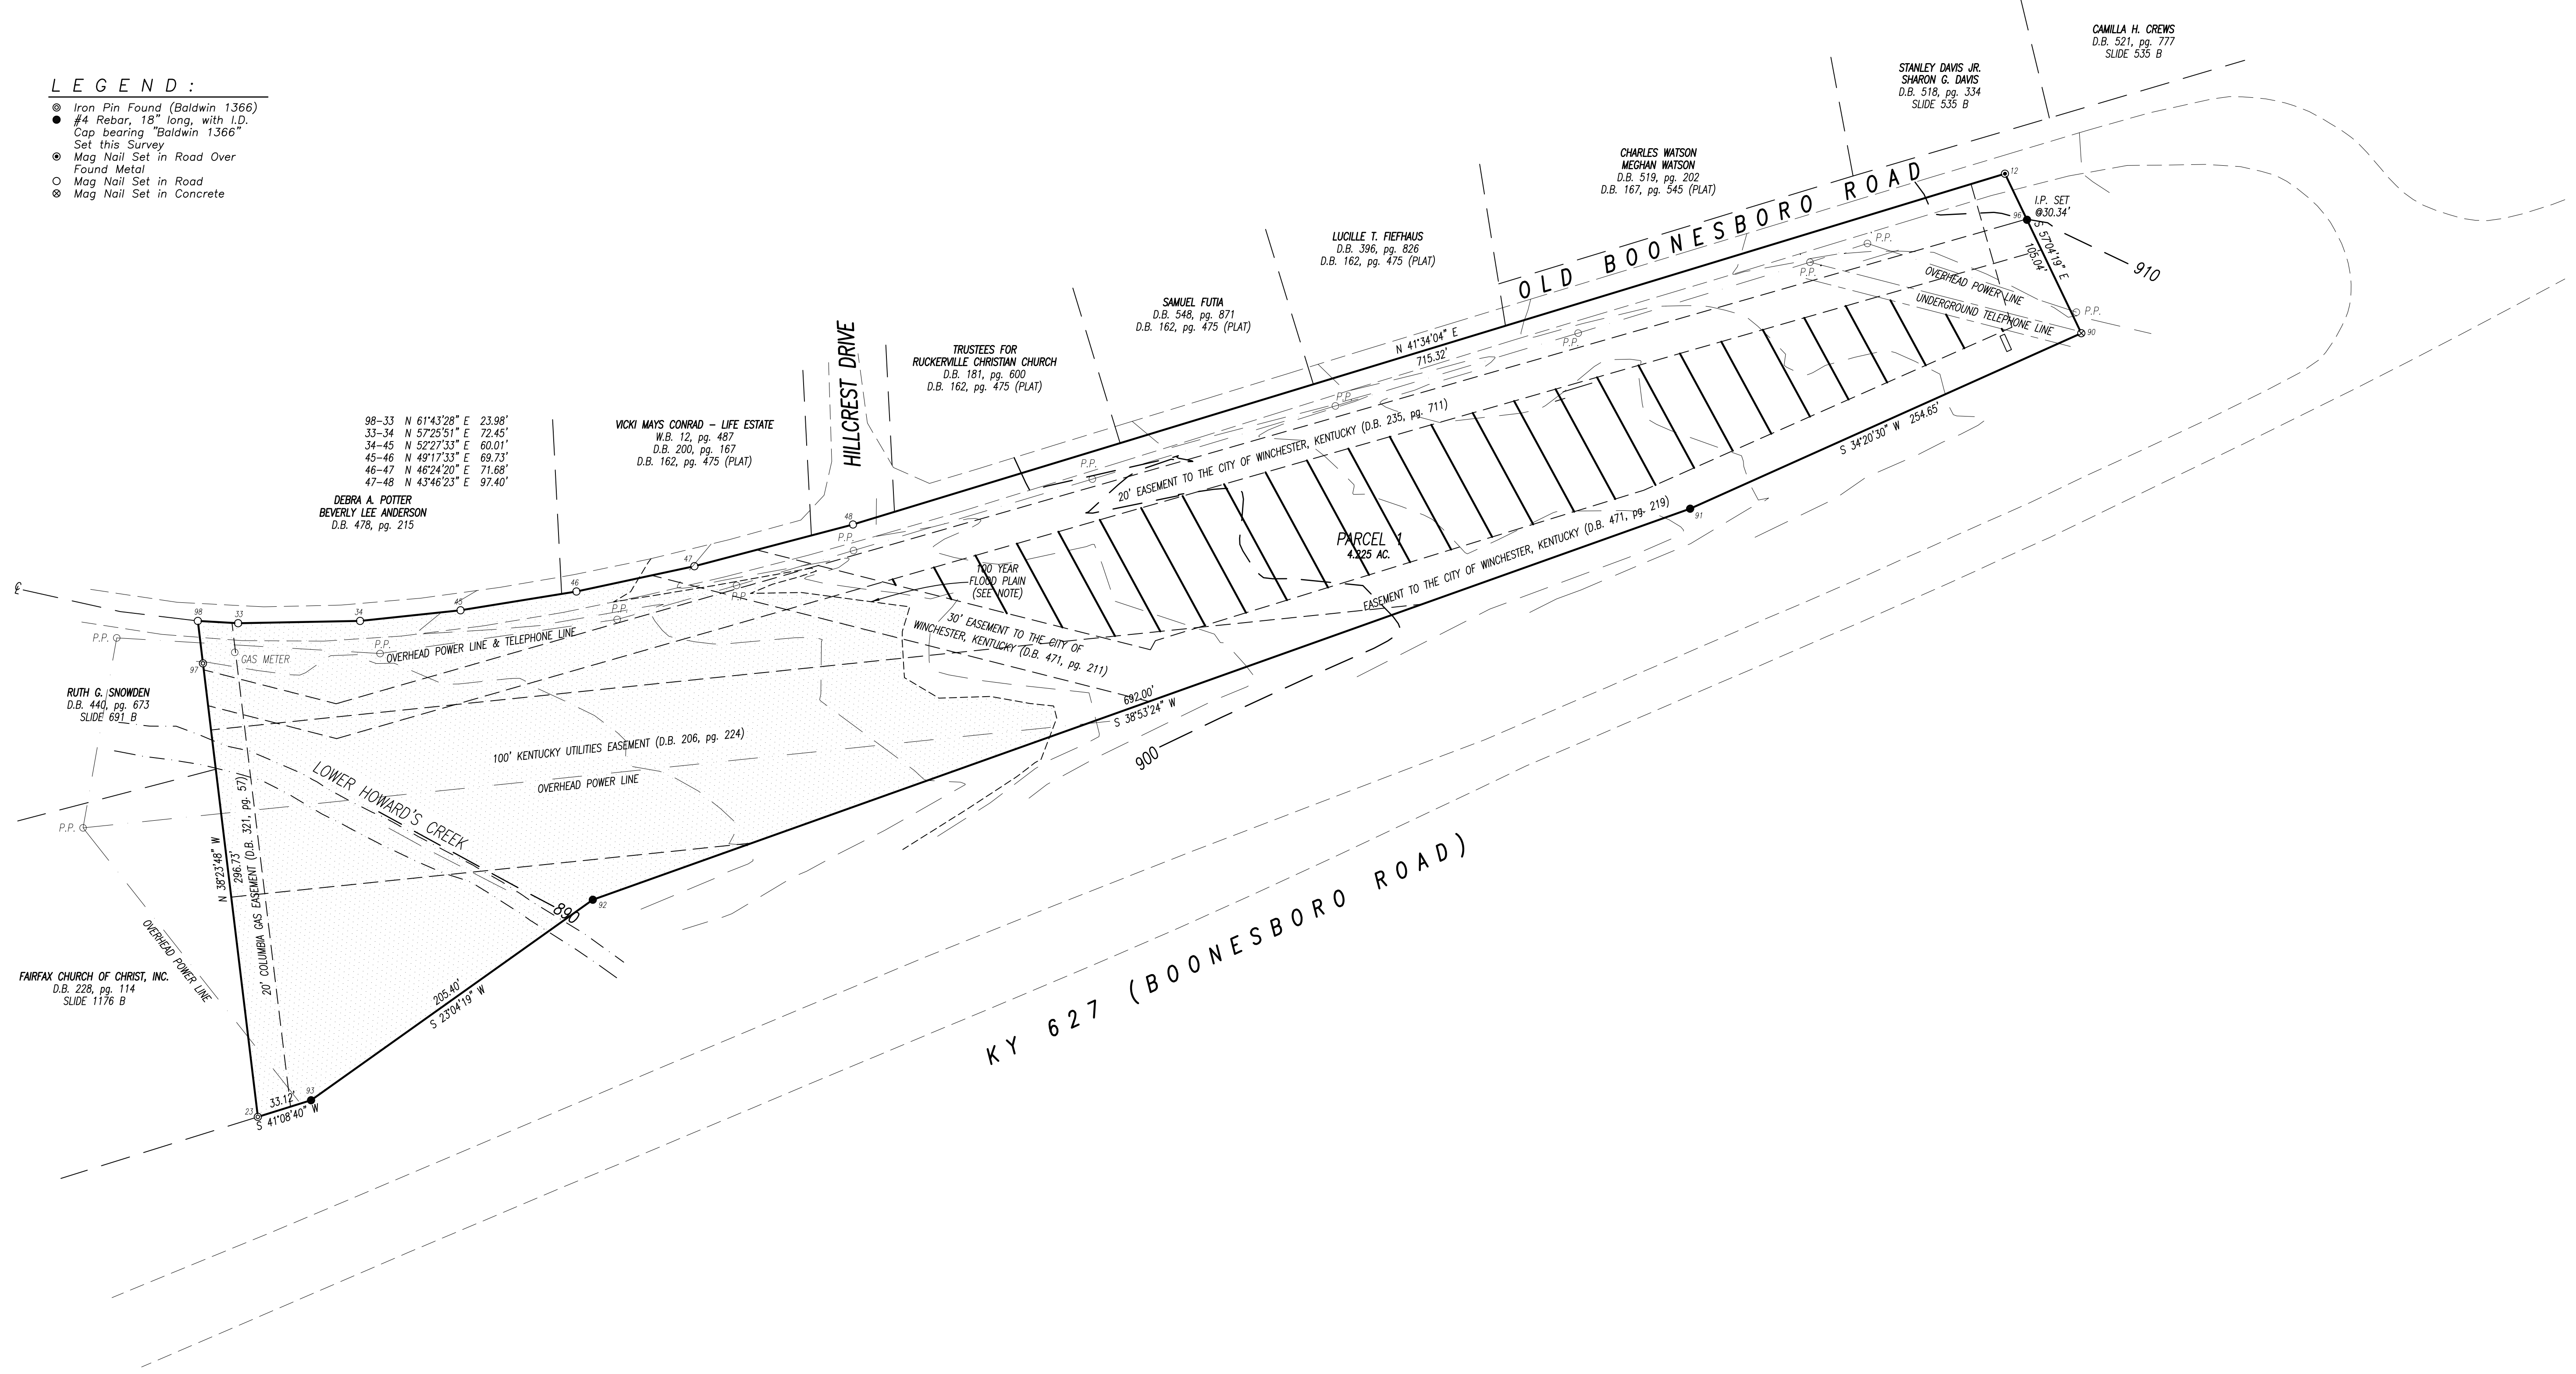 L E G E N D :
Iron Pin Found (Baldwin 1366)
#4 Rebar, 18" long, with I.D.
Cap bearing "Baldwin 1366"
Set this Survey
Mag Nail Set in Road Over
Found Metal
Mag Nail Set in Road
Mag Nail Set in Concrete
CAMILLA H. CREWS
D.B. 521, pg. 777
SLIDE 535 B
STANLEY DAVIS JR.
SHARON G. DAVIS
D.B. 518, pg. 334
SLIDE 535 B
CHARLES WATSON
MEGHAN WATSON
D.B. 519, pg. 202
D.B. 167, pg. 545 (PLAT)
LUCILLE T. FIEFHAUS
D.B. 396, pg. 826
D.B. 162, pg. 475 (PLAT)
SAMUEL FUTIA
D.B. 548, pg. 871
D.B. 162, pg. 475 (PLAT)
TRUSTEES FOR
RUCKERVILLE CHRISTIAN CHURCH
D.B. 181, pg. 600
D.B. 162, pg. 475 (PLAT)
HILLCREST DRIVE
VICKI MAYS CONRAD – LIFE ESTATE
W.B. 12, pg. 487
D.B. 200, pg. 167
D.B. 162, pg. 475 (PLAT)
98-33 N 61°43'28" E 23.98'
33-34 N 57°25'51" E 72.45'
34-45 N 52°27'33" E 60.01'
45-46 N 49°17'33" E 69.73'
46-47 N 46°24'20" E 71.68'
47-48 N 43°46'23" E 97.40'
DEBRA A. POTTER
BEVERLY LEE ANDERSON
D.B. 478, pg. 215
OLD BOONESBORO ROAD
12
I.P. SET
@30.34'
96
S 57°04'19" E
105.04'
910
P.P.
P.P.
OVERHEAD POWER LINE
UNDERGROUND TELEPHONE LINE
P.P.
90
N 41°34'04" E
715.32'
P.P.
P.P.
P.P.
20' EASEMENT TO THE CITY OF WINCHESTER, KENTUCKY (D.B. 235, pg. 711)
S 34°20'30" W 254.65'
91
PARCEL 1
4.225 AC.
EASEMENT TO THE CITY OF WINCHESTER, KENTUCKY (D.B. 471, pg. 219)
48
P.P.
47
46
P.P.
P.P.
100 YEAR
FLOOD PLAIN
(SEE NOTE)
30' EASEMENT TO THE CITY OF
WINCHESTER, KENTUCKY (D.B. 471, pg. 211)
45
34
33
98
P.P.
P.P.
OVERHEAD POWER LINE & TELEPHONE LINE
GAS METER
97
RUTH G. SNOWDEN
D.B. 440, pg. 673
SLIDE 691 B
692.00'
S 38°53'24" W
900
100' KENTUCKY UTILITIES EASEMENT (D.B. 206, pg. 224)
OVERHEAD POWER LINE
LOWER HOWARD'S CREEK
P.P.
N 38°23'48" W
296.73'
20' COLUMBIA GAS EASEMENT (D.B. 321, pg. 57)
890
92
OVERHEAD POWER LINE
FAIRFAX CHURCH OF CHRIST, INC.
D.B. 228, pg. 114
SLIDE 1176 B
205.40'
S 23°04'19" W
93
33.12'
23
S 41°08'40" W
KY 627 (BOONESBORO ROAD)